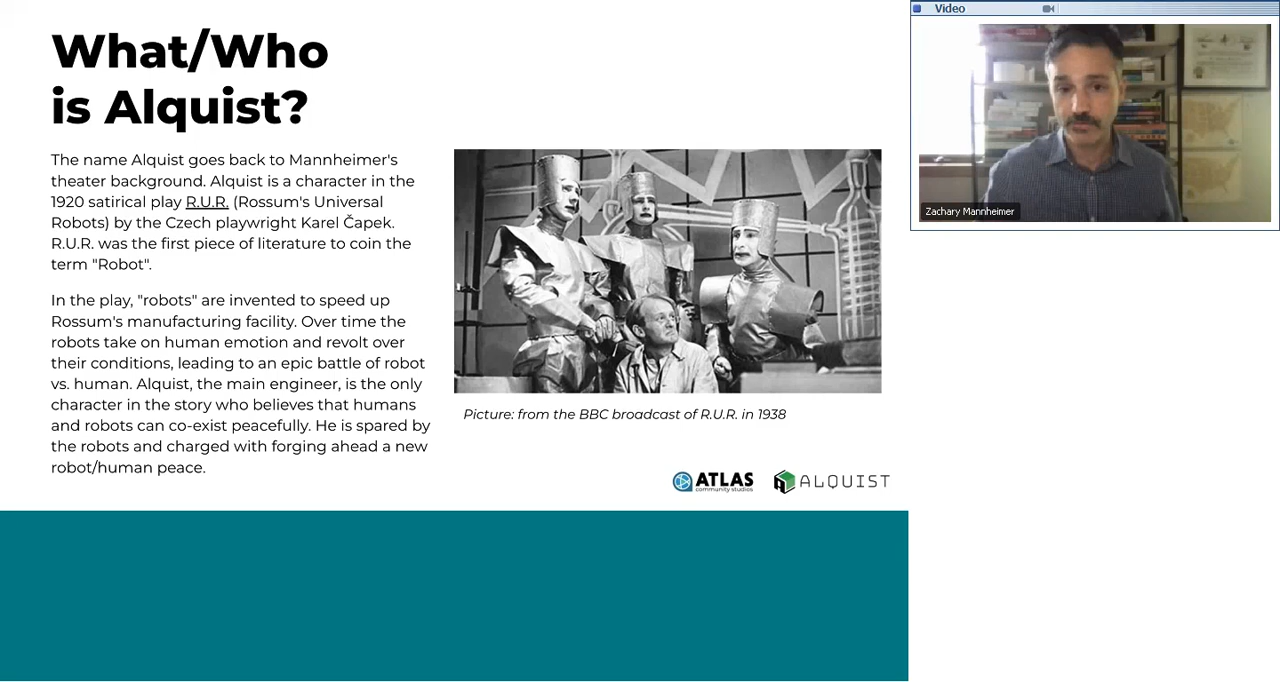 What/Who
is Alquist?
The name Alquist goes back to Mannheimer's
theater background. Alquist is a character in the
1920 satirical play R.U.R. (Rossum's Universal
Robots) by the Czech playwright Karel Čapek.
R.U.R. was the first piece of literature to coin the
term "Robot".
In the play, "robots" are invented to speed up
Rossum's manufacturing facility. Over time the
robots take on human emotion and revolt over
their conditions, leading to an epic battle of robot
vs. human. Alquist, the main engineer, is the only
character in the story who believes that humans
and robots can co-exist peacefully. He is spared by
the robots and charged with forging ahead a new
robot/human peace.
Picture: from the BBC broadcast of R.U.R. in 1938
ATLAS
community studios
ALQUIST
Video
Zachary Mannheimer